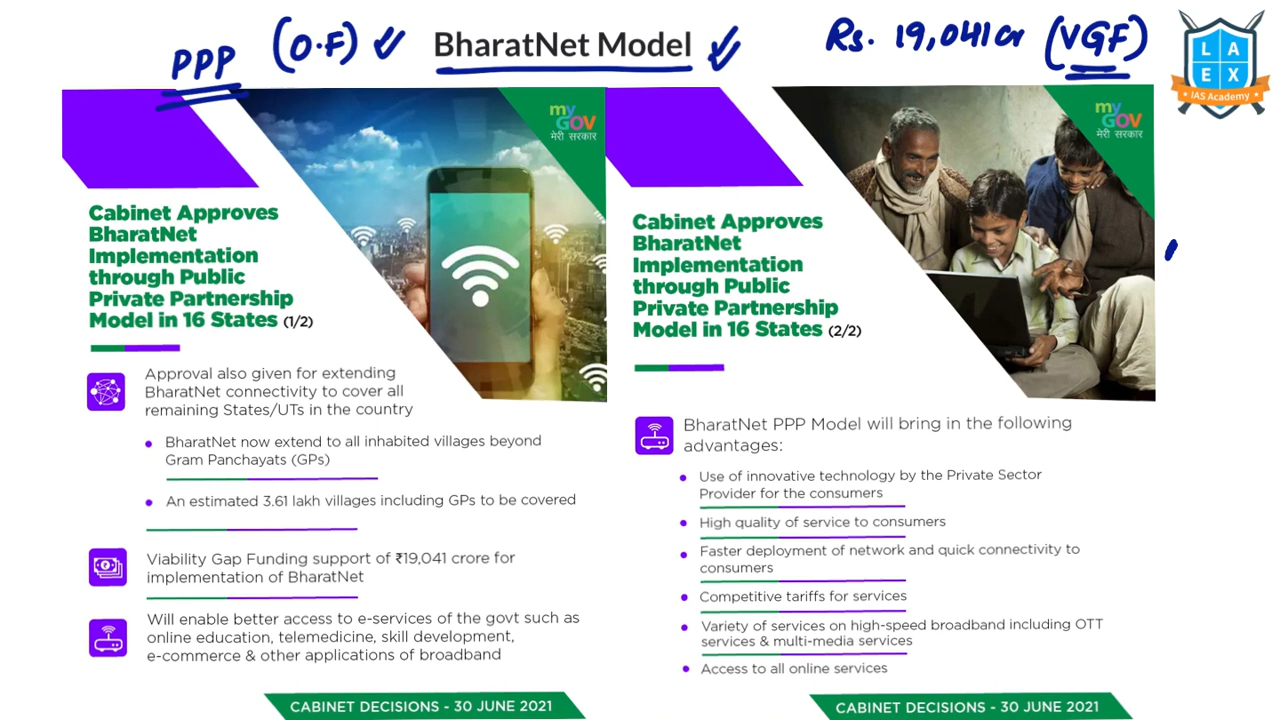 PPP (O.F) ✓ BharatNet Model ✓ Rs. 19,041 cr (VGF)
L A
E X
IAS Academy
my
GOV
मेरी सरकार
Cabinet Approves
BharatNet
Implementation
through Public
Private Partnership
Model in 16 States (1/2)
Approval also given for extending
BharatNet connectivity to cover all
remaining States/UTs in the country
• BharatNet now extend to all inhabited villages beyond
Gram Panchayats (GPs)
• An estimated 3.61 lakh villages including GPs to be covered
Viability Gap Funding support of ₹19,041 crore for
implementation of BharatNet
Will enable better access to e-services of the govt such as
online education, telemedicine, skill development,
e-commerce & other applications of broadband
CABINET DECISIONS - 30 JUNE 2021
my
GOV
मेरी सरकार
Cabinet Approves
BharatNet
Implementation
through Public
Private Partnership
Model in 16 States (2/2)
BharatNet PPP Model will bring in the following
advantages:
• Use of innovative technology by the Private Sector
Provider for the consumers
• High quality of service to consumers
• Faster deployment of network and quick connectivity to
consumers
• Competitive tariffs for services
• Variety of services on high-speed broadband including OTT
services & multi-media services
• Access to all online services
CABINET DECISIONS - 30 JUNE 2021